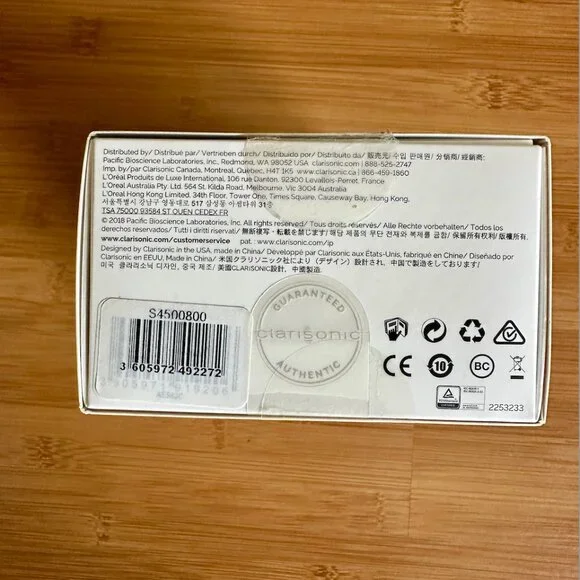 Distributed by/ Distribué par/ Vertrieben durch/ Distribuido por/ Distribuito da / 販売元/ 수입 판매원/ 分銷商/ 經銷商:
Pacific Bioscience Laboratories, Inc., Redmond, WA 98052 USA clarisonic.com | 888-525-2747
Imp. by/par Clarisonic Canada, Montreal, Québec, H4T 1K5 www.clarisonic.ca | 866-459-1860
L'Oréal Produits de Luxe International, 106 rue Danton, 92300 Levallois-Perret, France
L'Oreal Australia Pty Ltd. 564 St. Kilda Road, Melbourne, Vic 3004 Australia
L'Oreal Hong Kong Limited, 34th Floor, Tower One, Times Square, Causeway Bay, Hong Kong.
서울특별시 강남구 영동대로 517 삼성동 아셈타워 31층
TSA 75000 93584 ST OUEN CEDEX FR
© 2018 Pacific Bioscience Laboratories, Inc. All rights reserved/ Tous droits réservés/ Alle Rechte vorbehalten/ Todos los
derechos reservados/ Tutti i diritti riservati/ 無断複写・転載を禁じます/ 해당 제품의 무단 전재와 복제를 금함/ 保留所有权利/ 版權所有.
www.clarisonic.com/customerservice pat.: www.clarisonic.com/ip
Designed by Clarisonic in the USA, made in China/ Développé par Clarisonic aux États-Unis, fabriqué en Chine/ Diseñado por
Clarisonic en EEUU, Made in China/ 米国クラリソニック社により(デザイン)設計され、中国で製造をしております/
미국 클라리소닉 디자인, 중국 제조/ 美國CLARISONIC設計，中國製造。
S4500800
3 605972 492272
GUARANTEED
clarisonic
AUTHENTIC
CE
10
BC
2253233